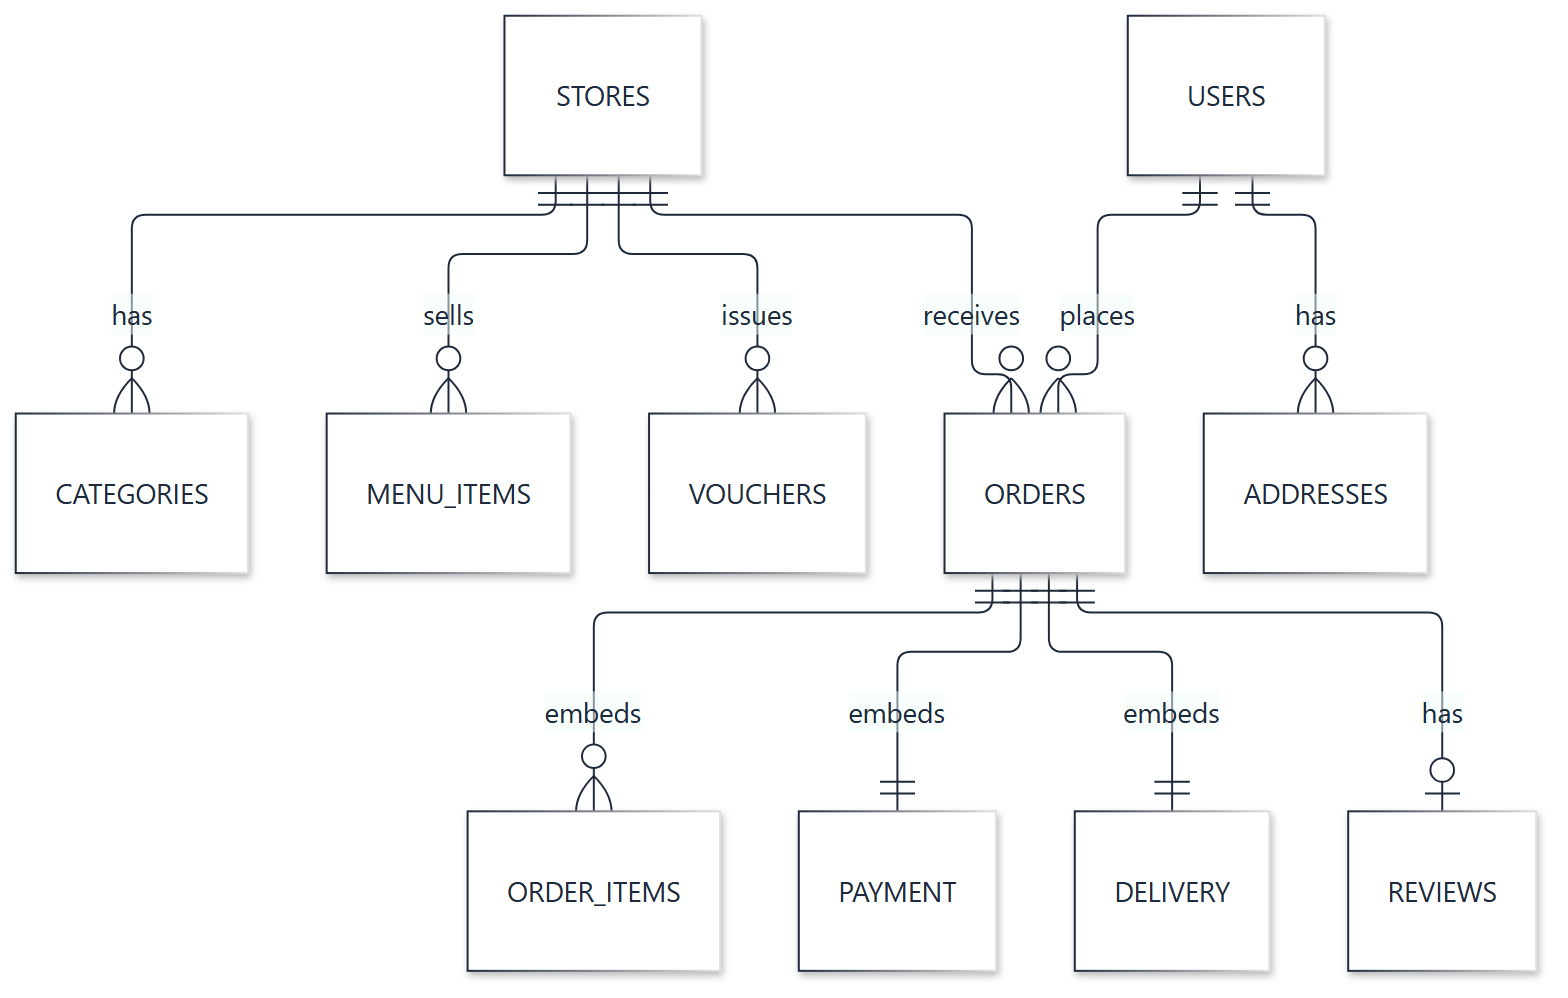 STORES
USERS
has
sells
issues
receives
places
has
CATEGORIES
MENU_ITEMS
VOUCHERS
ORDERS
ADDRESSES
embeds
embeds
embeds
has
ORDER_ITEMS
PAYMENT
DELIVERY
REVIEWS